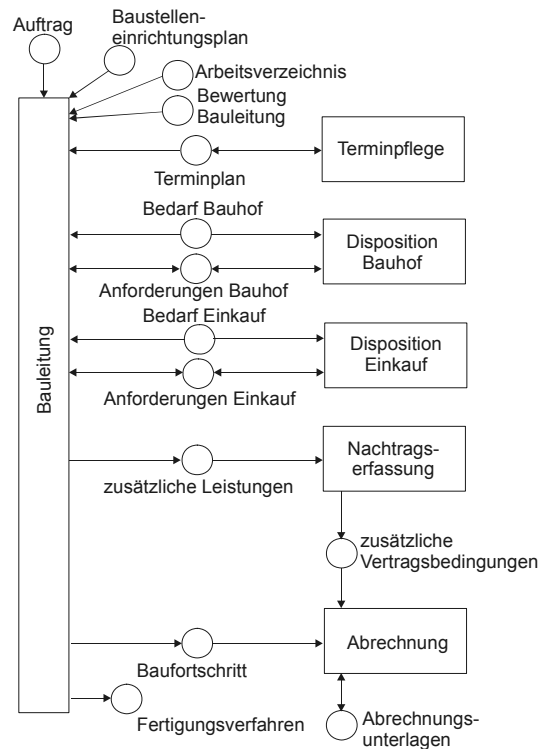 Auftrag
Baustellen-
einrichtungsplan
Arbeitsverzeichnis
Bewertung
Bauleitung
Terminpflege
Terminplan
Bedarf Bauhof
Disposition
Bauhof
Anforderungen Bauhof
Bedarf Einkauf
Disposition
Einkauf
Anforderungen Einkauf
Bauleitung
Nachtrags-
erfassung
zusätzliche Leistungen
zusätzliche
Vertragsbedingungen
Abrechnung
Baufortschritt
Fertigungsverfahren
Abrechnungs-
unterlagen